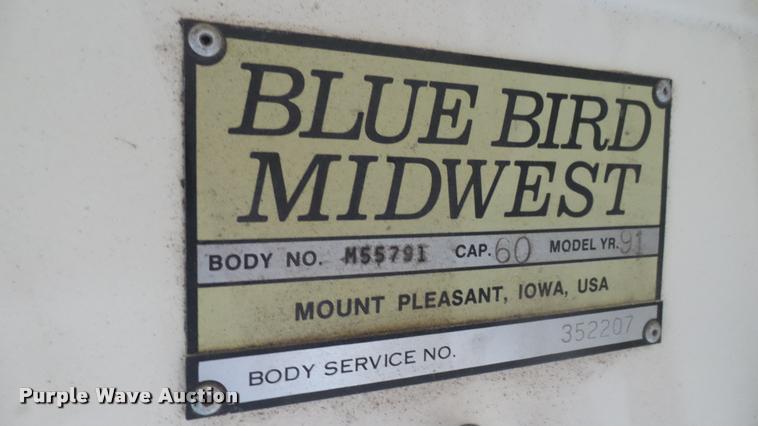 BLUE BIRD
MIDWEST
BODY NO. M55791 CAP. 60 MODEL YR. 91
MOUNT PLEASANT, IOWA, USA
BODY SERVICE NO. 352207
Purple Wave Auction